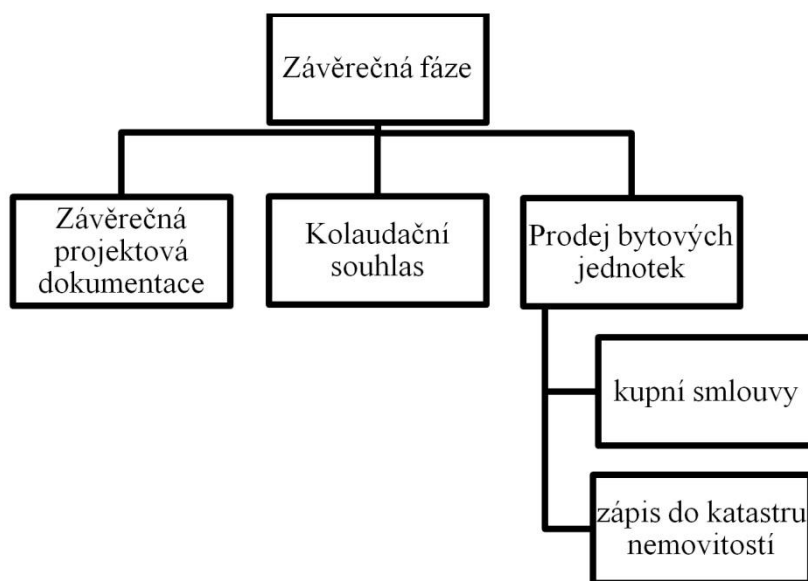 Závěrečná fáze
Závěrečná
projektová
dokumentace
Kolaudační
souhlas
Prodej bytových
jednotek
kupní smlouvy
zápis do katastru
nemovitostí